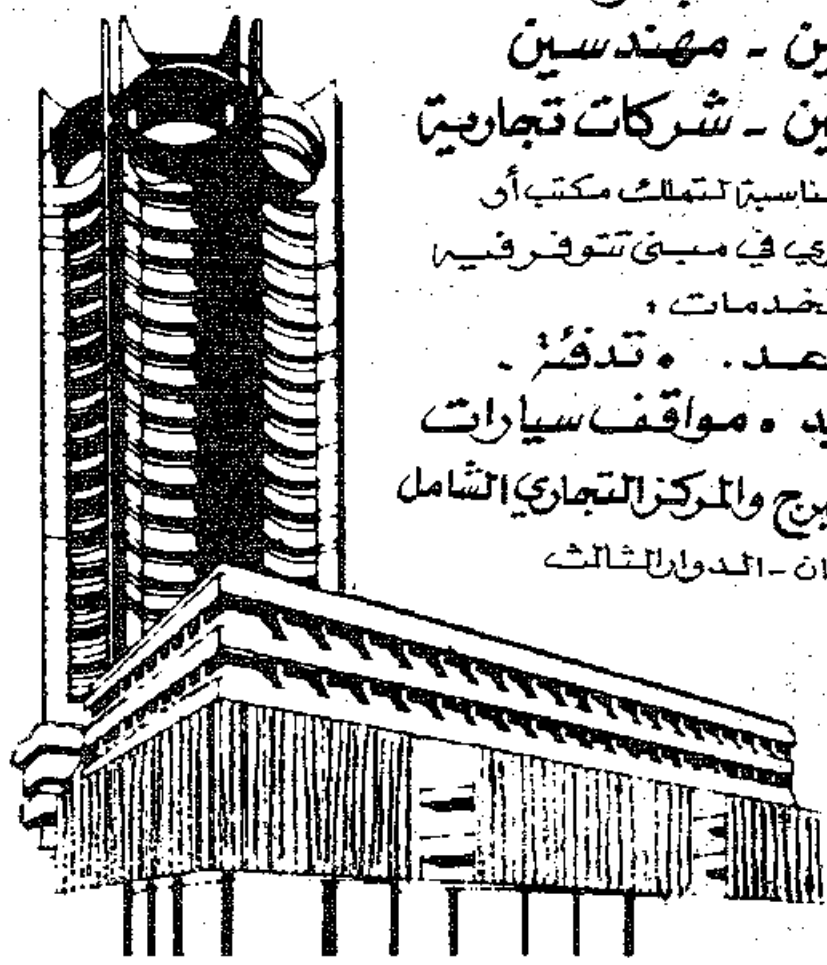 ين - مهندسين
ين - شركات تجارية
ناسبة لتملك مكتب أو
ري في مبنى تتوفر فيه
خدمات :
عد . • تدفئة .
يد • مواقف سيارات
برج والمركز التجاري الشامل
ان - الدوار الثالث